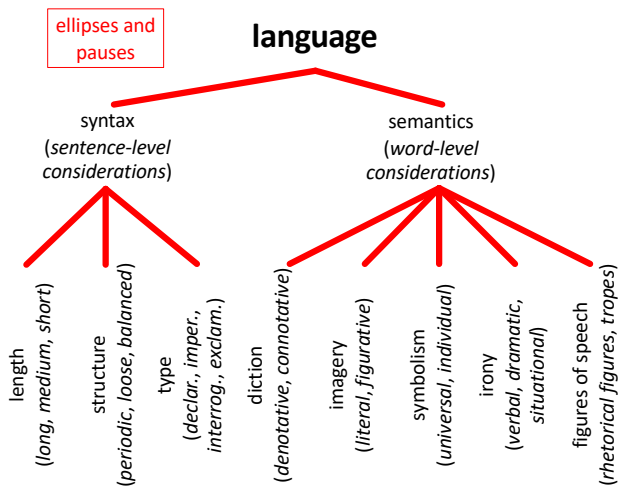 ellipses and
pauses
language
syntax
(sentence-level
considerations)
semantics
(word-level
considerations)
length
(long, medium, short)
structure
(periodic, loose, balanced)
type
(declar., imper.,
interrog., exclam.)
diction
(denotative, connotative)
imagery
(literal, figurative)
symbolism
(universal, individual)
irony
(verbal, dramatic,
situational)
figures of speech
(rhetorical figures, tropes)